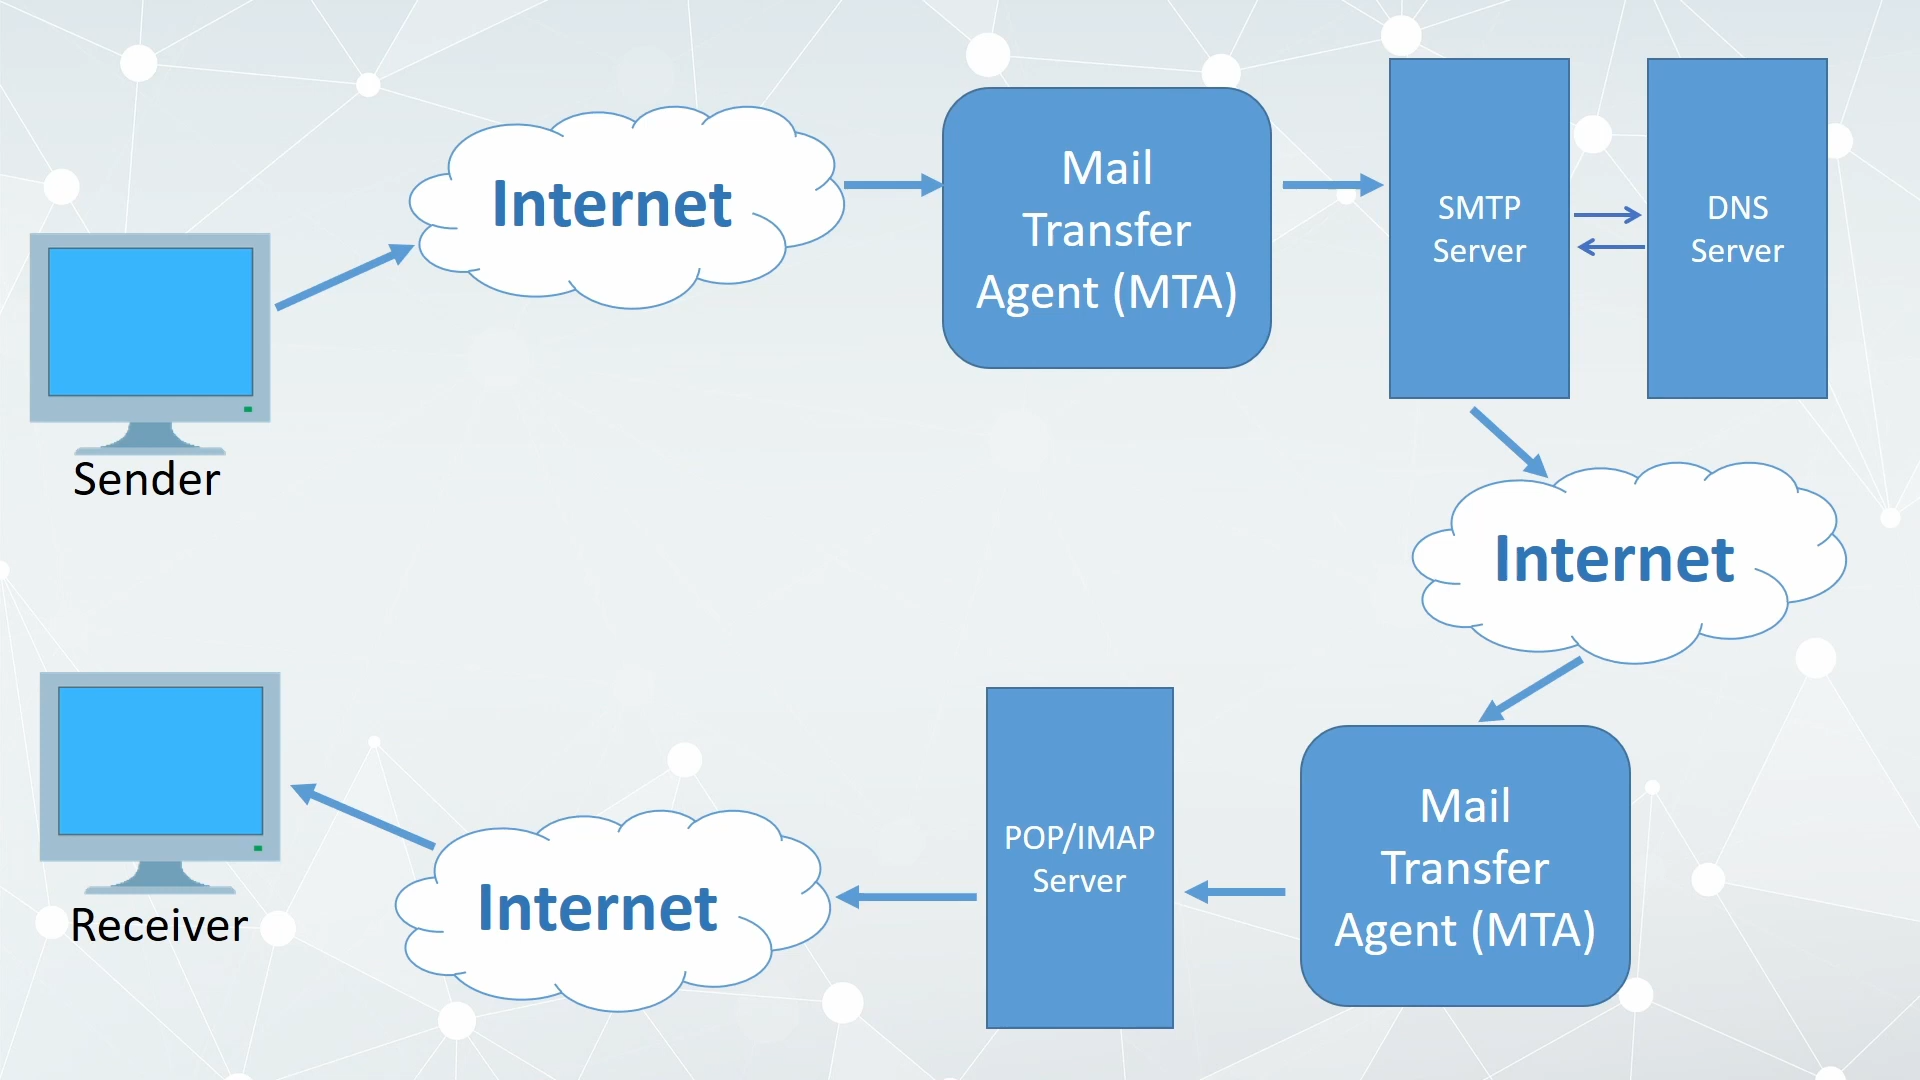 Internet
Mail
Transfer
Agent (MTA)
SMTP
Server
DNS
Server
Sender
Internet
Mail
Transfer
Agent (MTA)
POP/IMAP
Server
Internet
Receiver